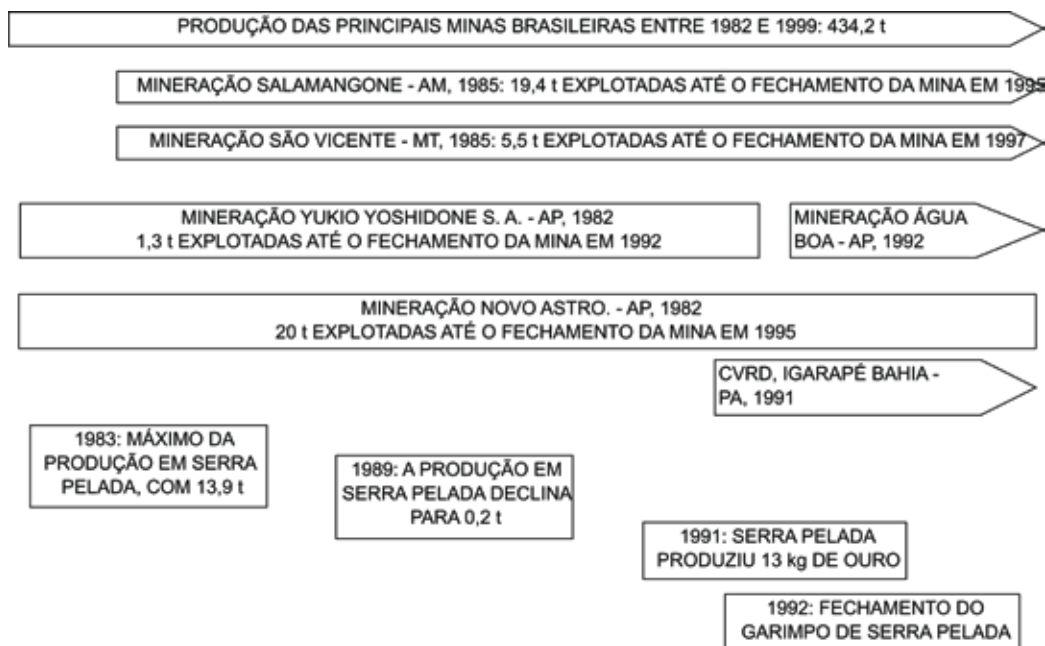 PRODUÇÃO DAS PRINCIPAIS MINAS BRASILEIRAS ENTRE 1982 E 1999: 434,2 t
MINERAÇÃO SALAMANGONE - AM, 1985: 19,4 t EXPLOTADAS ATÉ O FECHAMENTO DA MINA EM 1995
MINERAÇÃO SÃO VICENTE - MT, 1985: 5,5 t EXPLOTADAS ATÉ O FECHAMENTO DA MINA EM 1997
MINERAÇÃO YUKIO YOSHIDONE S. A. - AP, 1982
1,3 t EXPLOTADAS ATÉ O FECHAMENTO DA MINA EM 1992
MINERAÇÃO ÁGUA
BOA - AP, 1992
MINERAÇÃO NOVO ASTRO. - AP, 1982
20 t EXPLOTADAS ATÉ O FECHAMENTO DA MINA EM 1995
CVRD, IGARAPÉ BAHIA -
PA, 1991
1983: MÁXIMO DA
PRODUÇÃO EM SERRA
PELADA, COM 13,9 t
1989: A PRODUÇÃO EM
SERRA PELADA DECLINA
PARA 0,2 t
1991: SERRA PELADA
PRODUZIU 13 kg DE OURO
1992: FECHAMENTO DO
GARIMPO DE SERRA PELADA